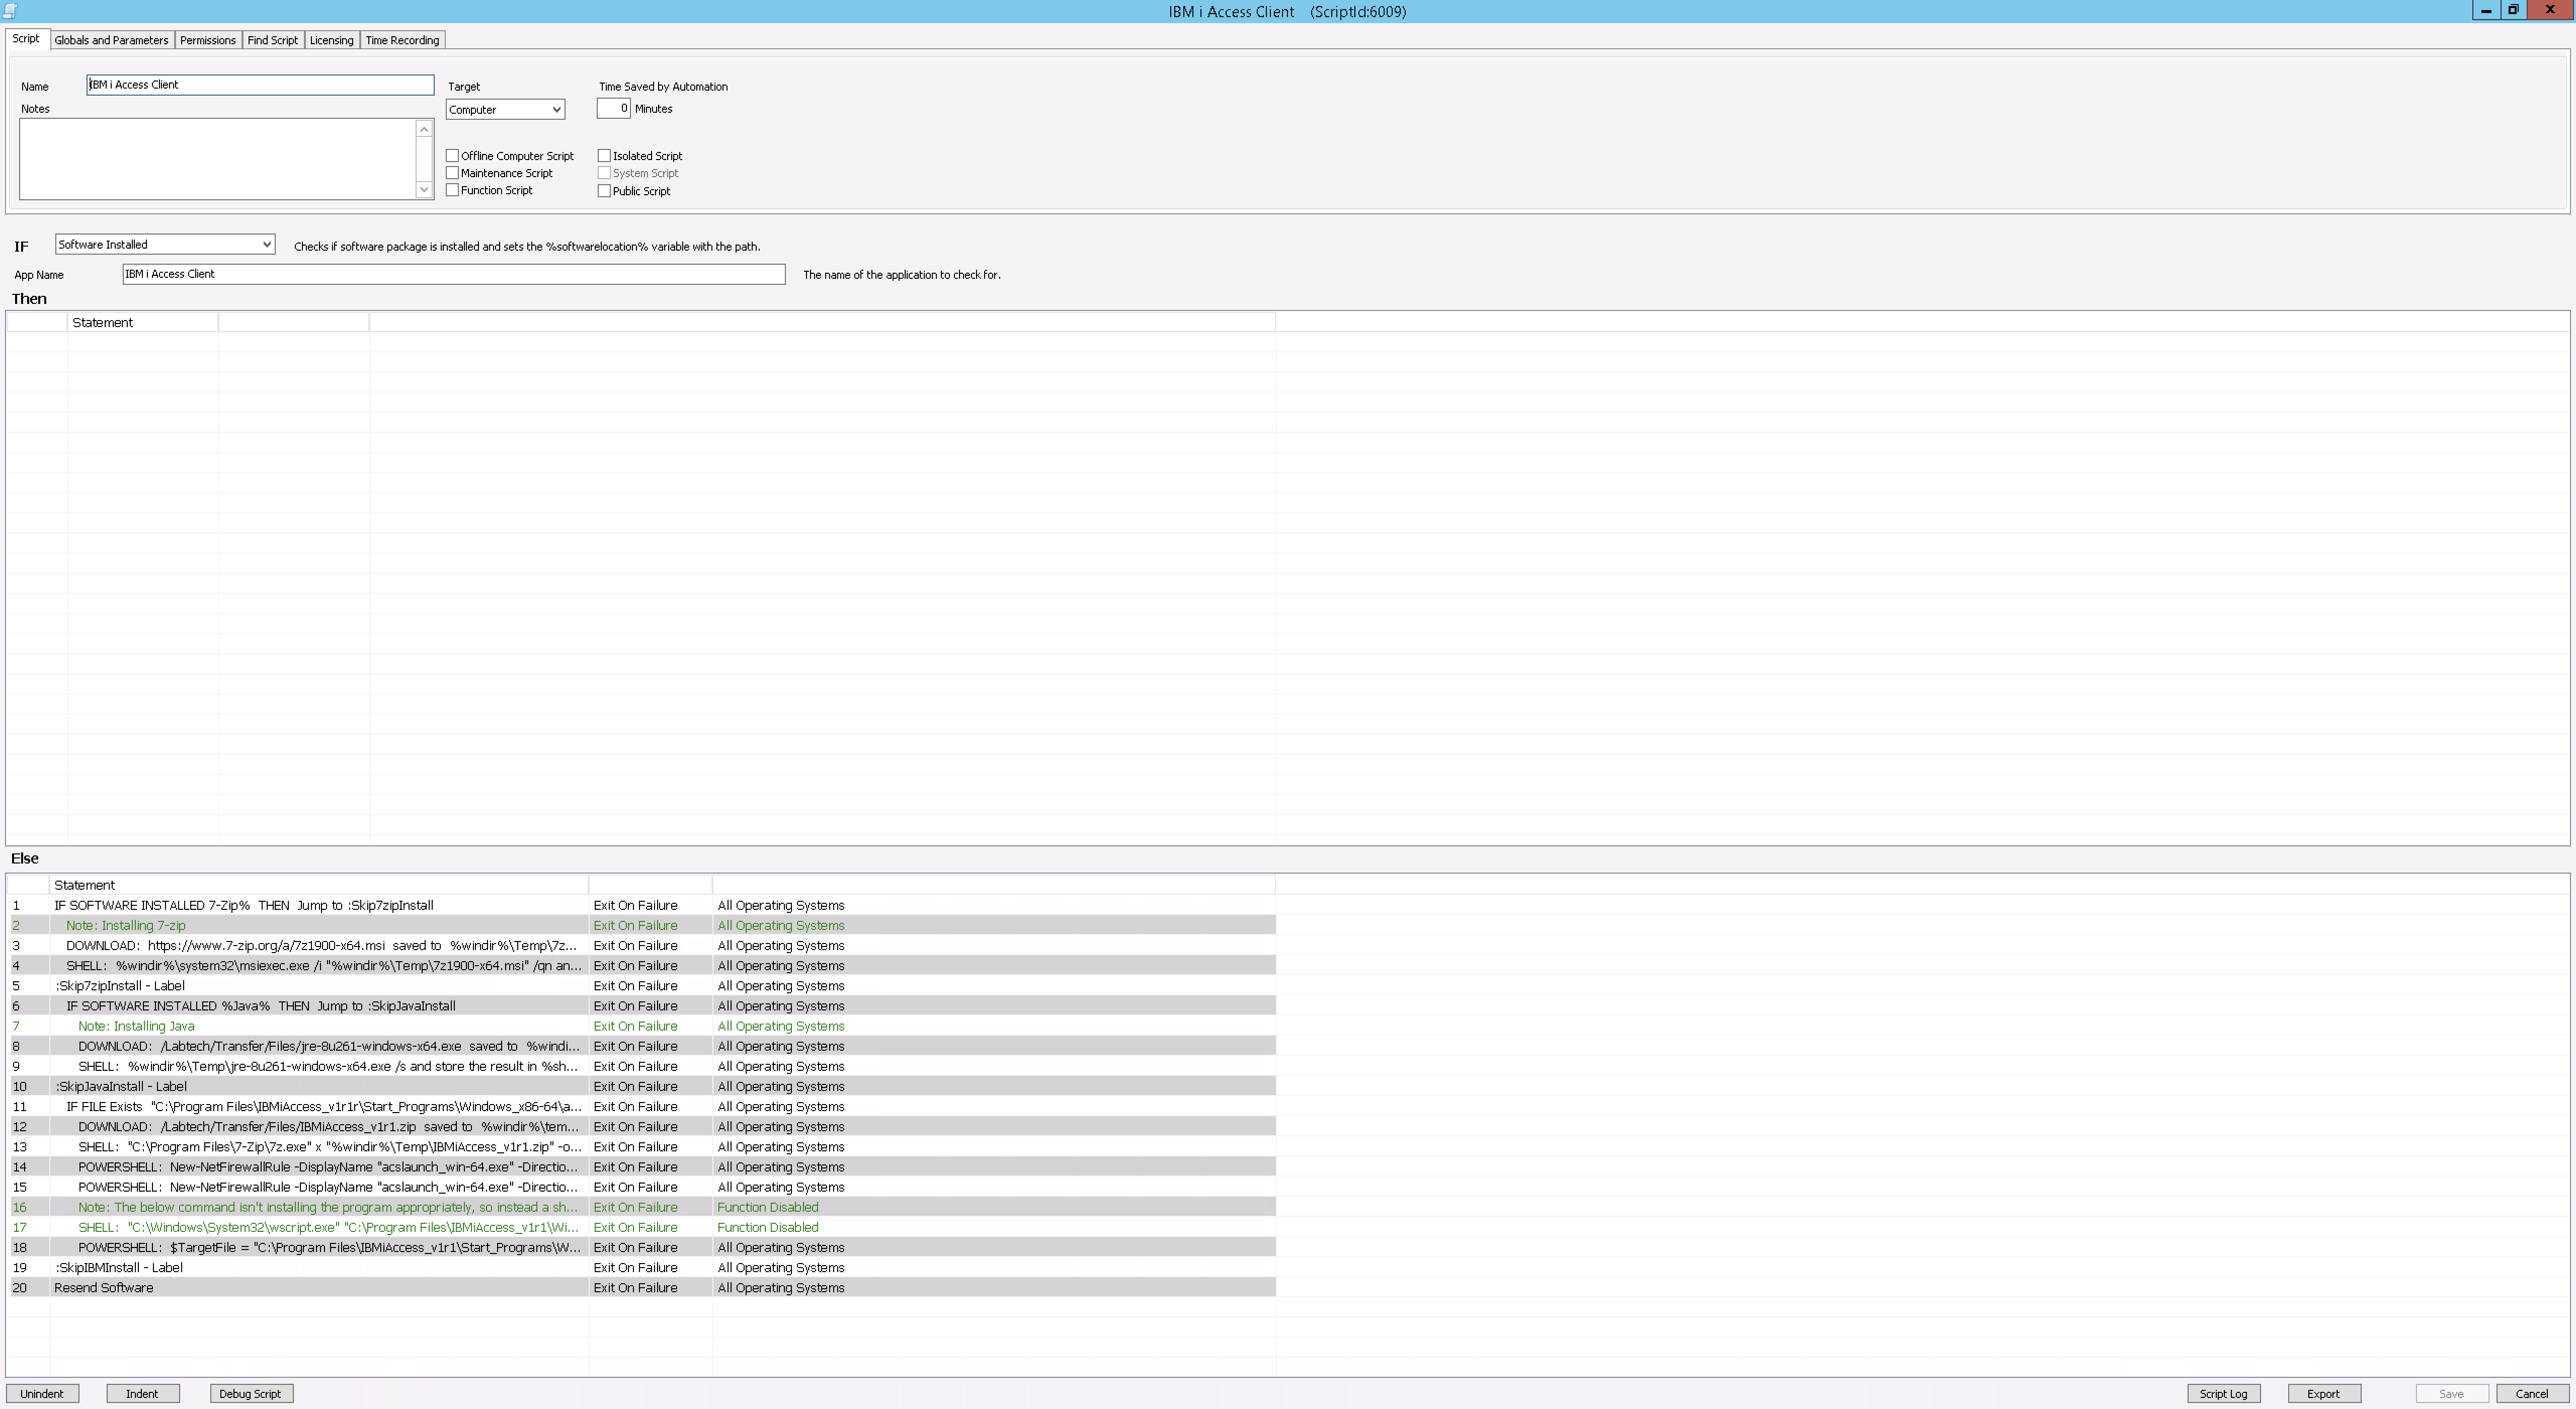 IBM i Access Client    (ScriptId:6009)
Script Globals and Parameters Permissions Find Script Licensing Time Recording
Name IBM i Access Client Target Time Saved by Automation
Notes Computer 0 Minutes
Offline Computer Script Isolated Script
Maintenance Script System Script
Function Script Public Script
IF Software Installed Checks if software package is installed and sets the %softwarelocation% variable with the path.
App Name IBM i Access Client The name of the application to check for.
Then
Statement
Else
Statement
1 IF SOFTWARE INSTALLED 7-Zip%  THEN  Jump to :Skip7zipInstall Exit On Failure All Operating Systems
2 Note: Installing 7-zip Exit On Failure All Operating Systems
3 DOWNLOAD:  https://www.7-zip.org/a/7z1900-x64.msi  saved to  %windir%\Temp\7z... Exit On Failure All Operating Systems
4 SHELL:  %windir%\system32\msiexec.exe /i "%windir%\Temp\7z1900-x64.msi" /qn an... Exit On Failure All Operating Systems
5 :Skip7zipInstall - Label Exit On Failure All Operating Systems
6 IF SOFTWARE INSTALLED %Java%  THEN  Jump to :SkipJavaInstall Exit On Failure All Operating Systems
7 Note: Installing Java Exit On Failure All Operating Systems
8 DOWNLOAD:  /Labtech/Transfer/Files/jre-8u261-windows-x64.exe  saved to  %windi... Exit On Failure All Operating Systems
9 SHELL:  %windir%\Temp\jre-8u261-windows-x64.exe /s and store the result in %sh... Exit On Failure All Operating Systems
10 :SkipJavaInstall - Label Exit On Failure All Operating Systems
11 IF FILE Exists  "C:\Program Files\IBMiAccess_v1r1r\Start_Programs\Windows_x86-64\a... Exit On Failure All Operating Systems
12 DOWNLOAD:  /Labtech/Transfer/Files/IBMiAccess_v1r1.zip  saved to  %windir%\tem... Exit On Failure All Operating Systems
13 SHELL:  "C:\Program Files\7-Zip\7z.exe" x "%windir%\Temp\IBMiAccess_v1r1.zip" -o... Exit On Failure All Operating Systems
14 POWERSHELL:  New-NetFirewallRule -DisplayName "acslaunch_win-64.exe" -Directio... Exit On Failure All Operating Systems
15 POWERSHELL:  New-NetFirewallRule -DisplayName "acslaunch_win-64.exe" -Directio... Exit On Failure All Operating Systems
16 Note: The below command isn't installing the program appropriately, so instead a sh... Exit On Failure Function Disabled
17 SHELL:  "C:\Windows\System32\wscript.exe" "C:\Program Files\IBMiAccess_v1r1\Wi... Exit On Failure Function Disabled
18 POWERSHELL:  $TargetFile = "C:\Program Files\IBMiAccess_v1r1\Start_Programs\W... Exit On Failure All Operating Systems
19 :SkipIBMInstall - Label Exit On Failure All Operating Systems
20 Resend Software Exit On Failure All Operating Systems
Unindent Indent Debug Script Script Log Export Save Cancel